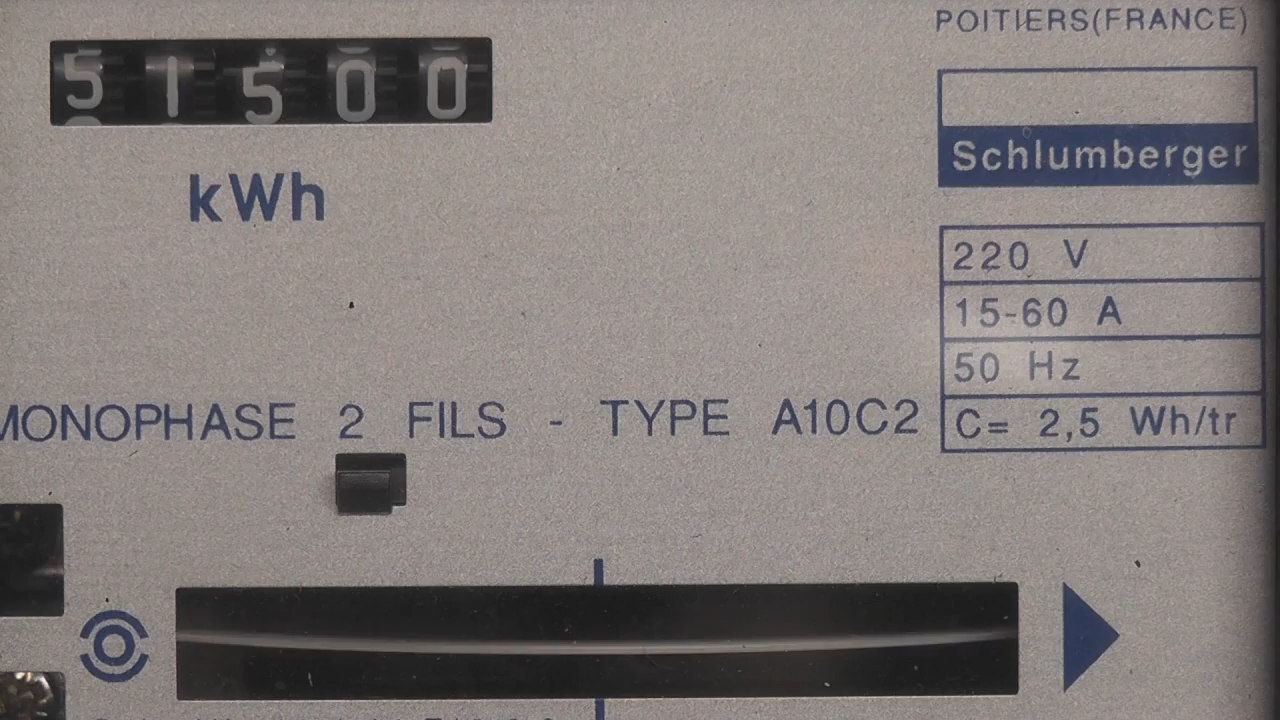 POITIERS(FRANCE)
51500
kWh
Schlumberger
220 V
15-60 A
50 Hz
C= 2,5 Wh/tr
MONOPHASE 2 FILS - TYPE A10C2